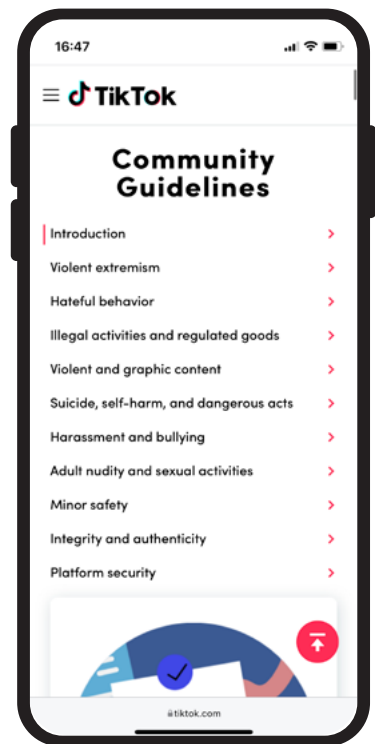 16:47
TikTok
Community
Guidelines
Introduction
Violent extremism
Hateful behavior
Illegal activities and regulated goods
Violent and graphic content
Suicide, self-harm, and dangerous acts
Harassment and bullying
Adult nudity and sexual activities
Minor safety
Integrity and authenticity
Platform security
tiktok.com